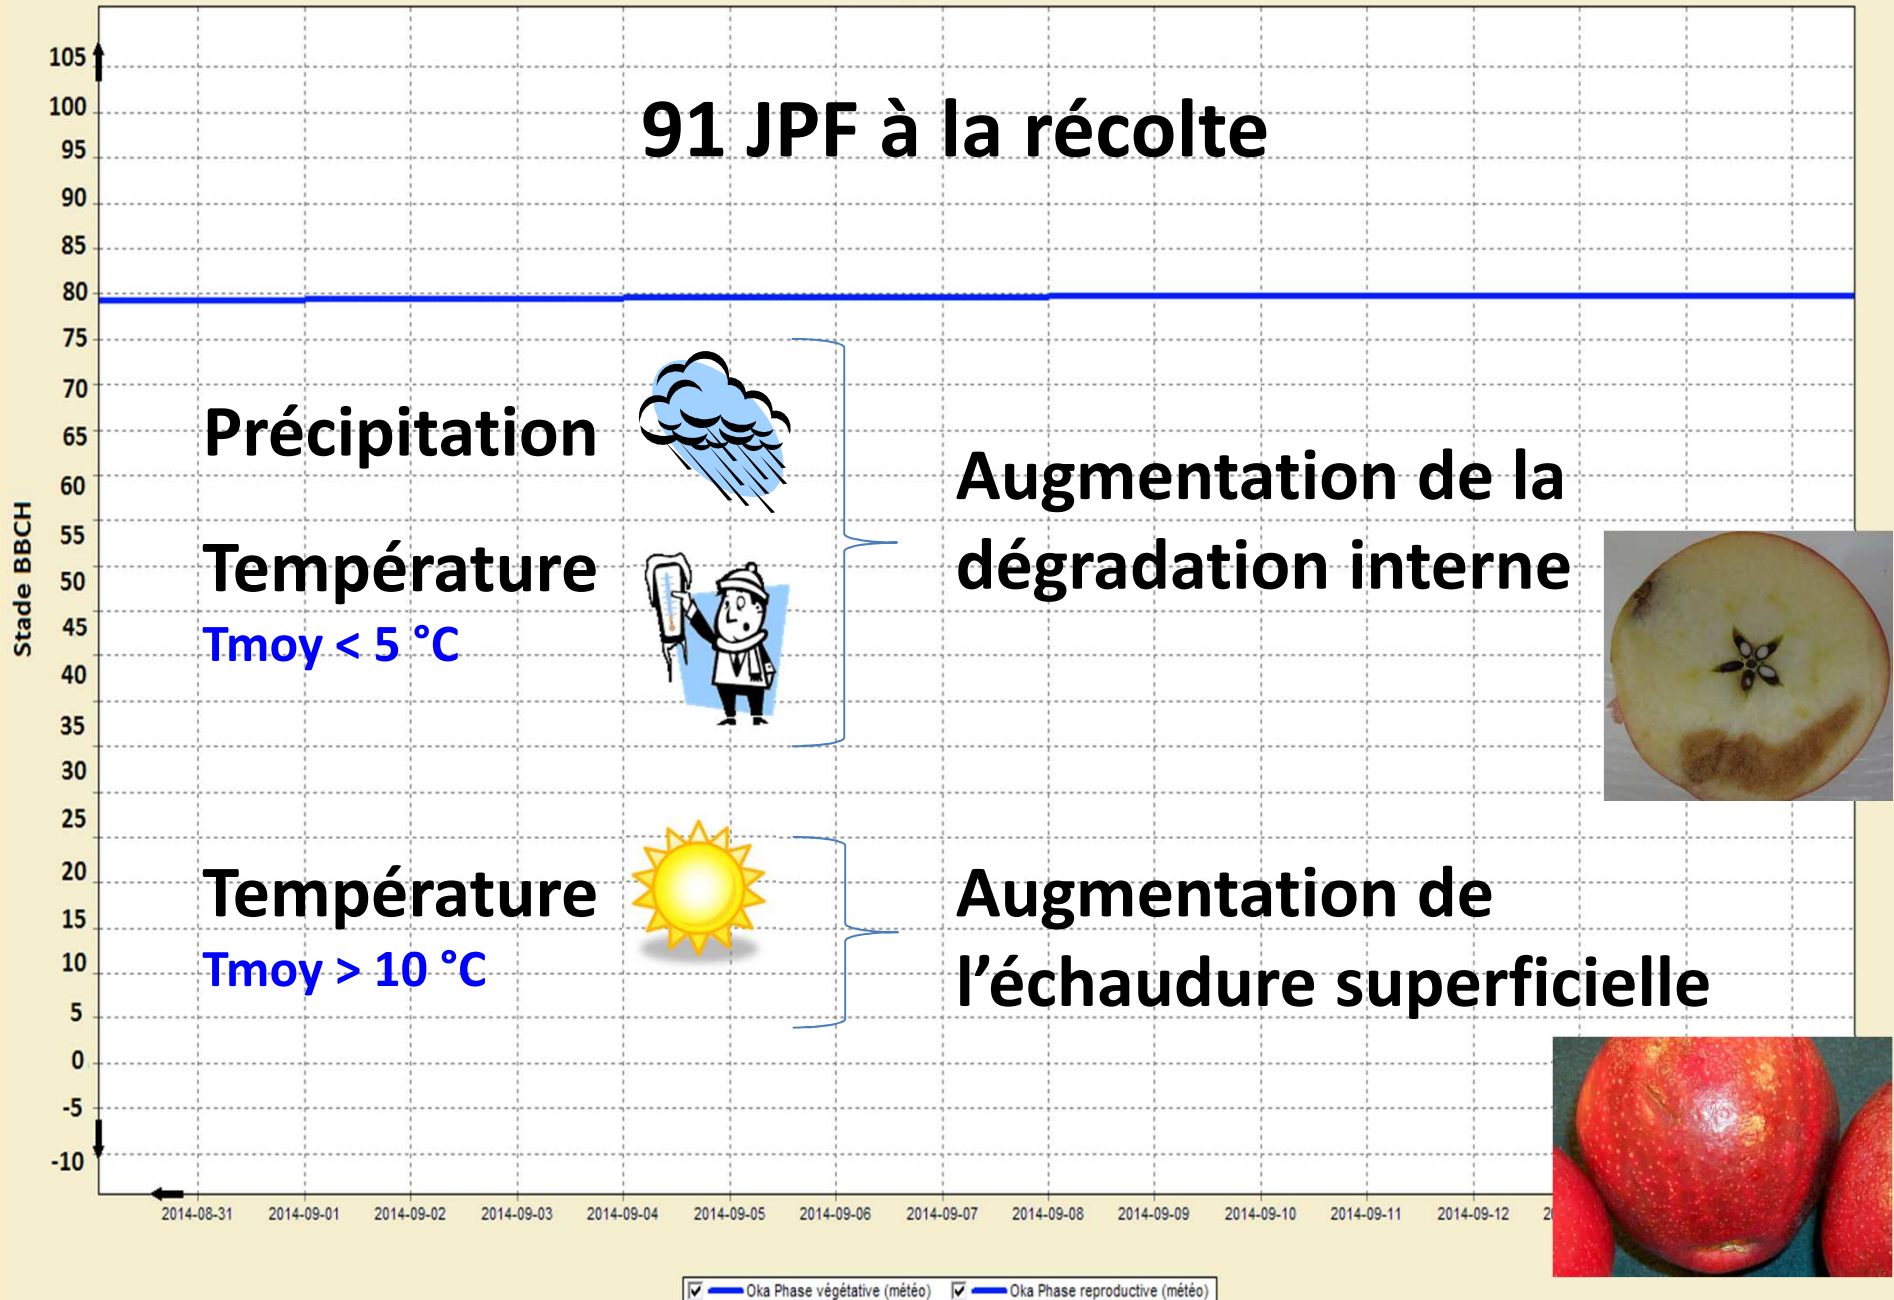 91 JPF à la récolte
Stade BBCH
105
100
95
90
85
80
75
70
65
60
55
50
45
40
35
30
25
20
15
10
5
0
-5
-10
Précipitation
Température
Tmoy < 5 °C
Augmentation de la
dégradation interne
Température
Tmoy > 10 °C
Augmentation de
l’échaudure superficielle
2014-08-31 2014-09-01 2014-09-02 2014-09-03 2014-09-04 2014-09-05 2014-09-06 2014-09-07 2014-09-08 2014-09-09 2014-09-10 2014-09-11 2014-09-12
Oka Phase végétative (météo) Oka Phase reproductive (météo)